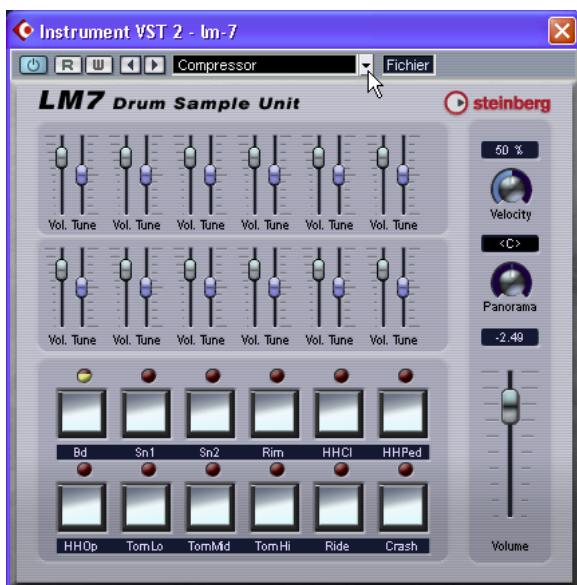 Instrument VST 2 - lm-7
R W Compressor Fichier
LM7 Drum Sample Unit steinberg
50 %
Velocity
<C>
Panorama
-2.49
Vol. Tune Vol. Tune Vol. Tune Vol. Tune Vol. Tune Vol. Tune
Vol. Tune Vol. Tune Vol. Tune Vol. Tune Vol. Tune Vol. Tune
Bd Sn1 Sn2 Rim HHCl HHPed
HHOp TomLo TomMid TomHi Ride Crash
Volume